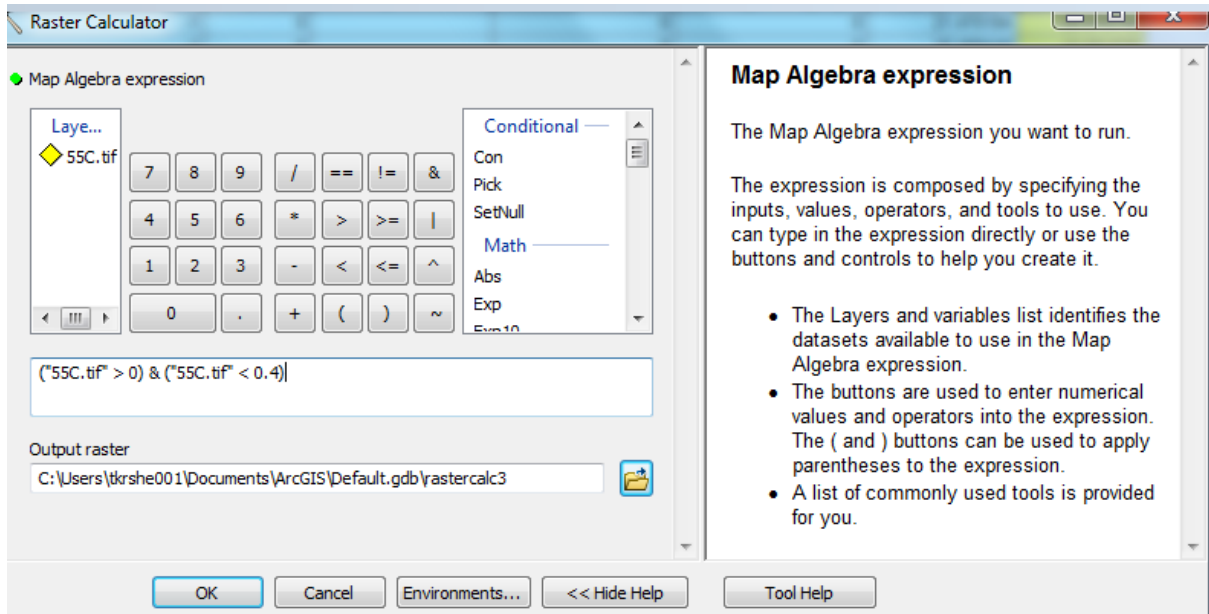 Raster Calculator
Map Algebra expression
Laye...
55C.tif
7 8 9 / == != &
4 5 6 * > >= |
1 2 3 - < <= ^
0 . + ( ) ~
Conditional
Con
Pick
SetNull
Math
Abs
Exp
Exp10
("55C.tif" > 0) & ("55C.tif" < 0.4)
Output raster
C:\Users\tkrshe001\Documents\ArcGIS\Default.gdb\rastercalc3
OK
Cancel
Environments...
<< Hide Help
Tool Help
Map Algebra expression
The Map Algebra expression you want to run.
The expression is composed by specifying the
inputs, values, operators, and tools to use. You
can type in the expression directly or use the
buttons and controls to help you create it.
• The Layers and variables list identifies the
datasets available to use in the Map
Algebra expression.
• The buttons are used to enter numerical
values and operators into the expression.
The ( and ) buttons can be used to apply
parentheses to the expression.
• A list of commonly used tools is provided
for you.